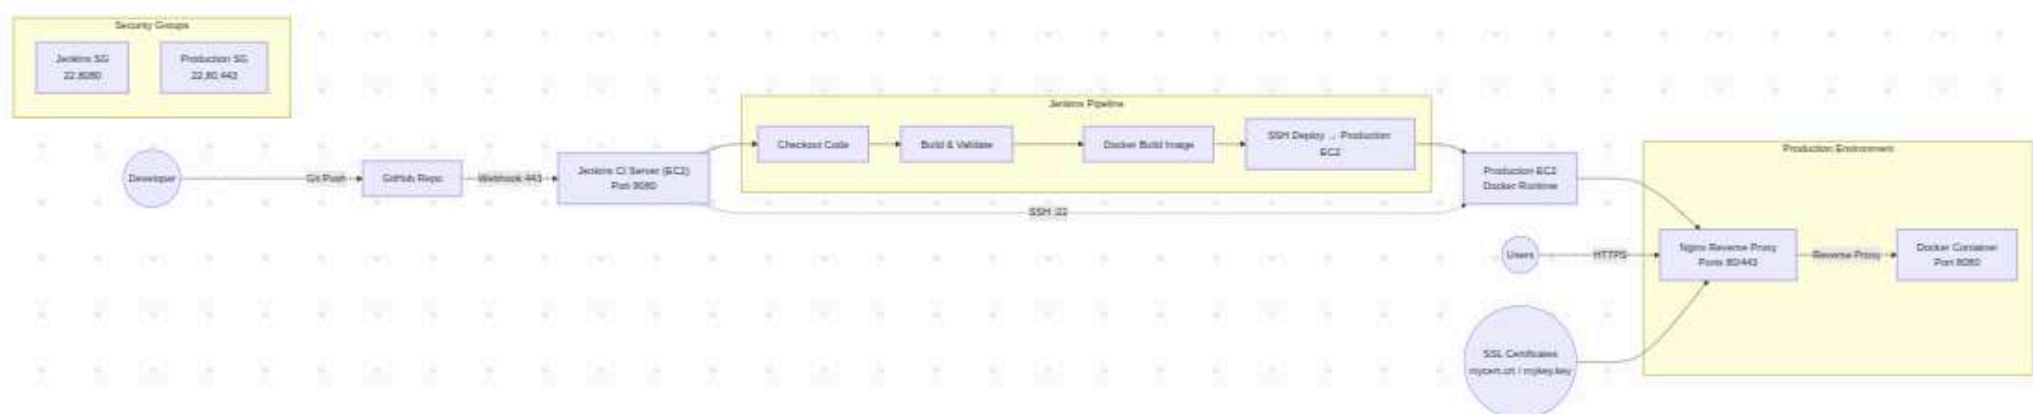 Security Groups
Jenkins SG
22,8080
Production SG
22,80,443
Developer
Git Push
GitHub Repo
Webhook 443
Jenkins CI Server (EC2)
Port 8080
Jenkins Pipeline
Checkout Code
Build & Validate
Docker Build Image
SSH Deploy → Production
EC2
SSH :22
Production EC2
Docker Runtime
Production Environment
Users
HTTPS
Nginx Reverse Proxy
Ports 80/443
Reverse Proxy
Docker Container
Port 8080
SSL Certificates
mycert.crt / mykey.key